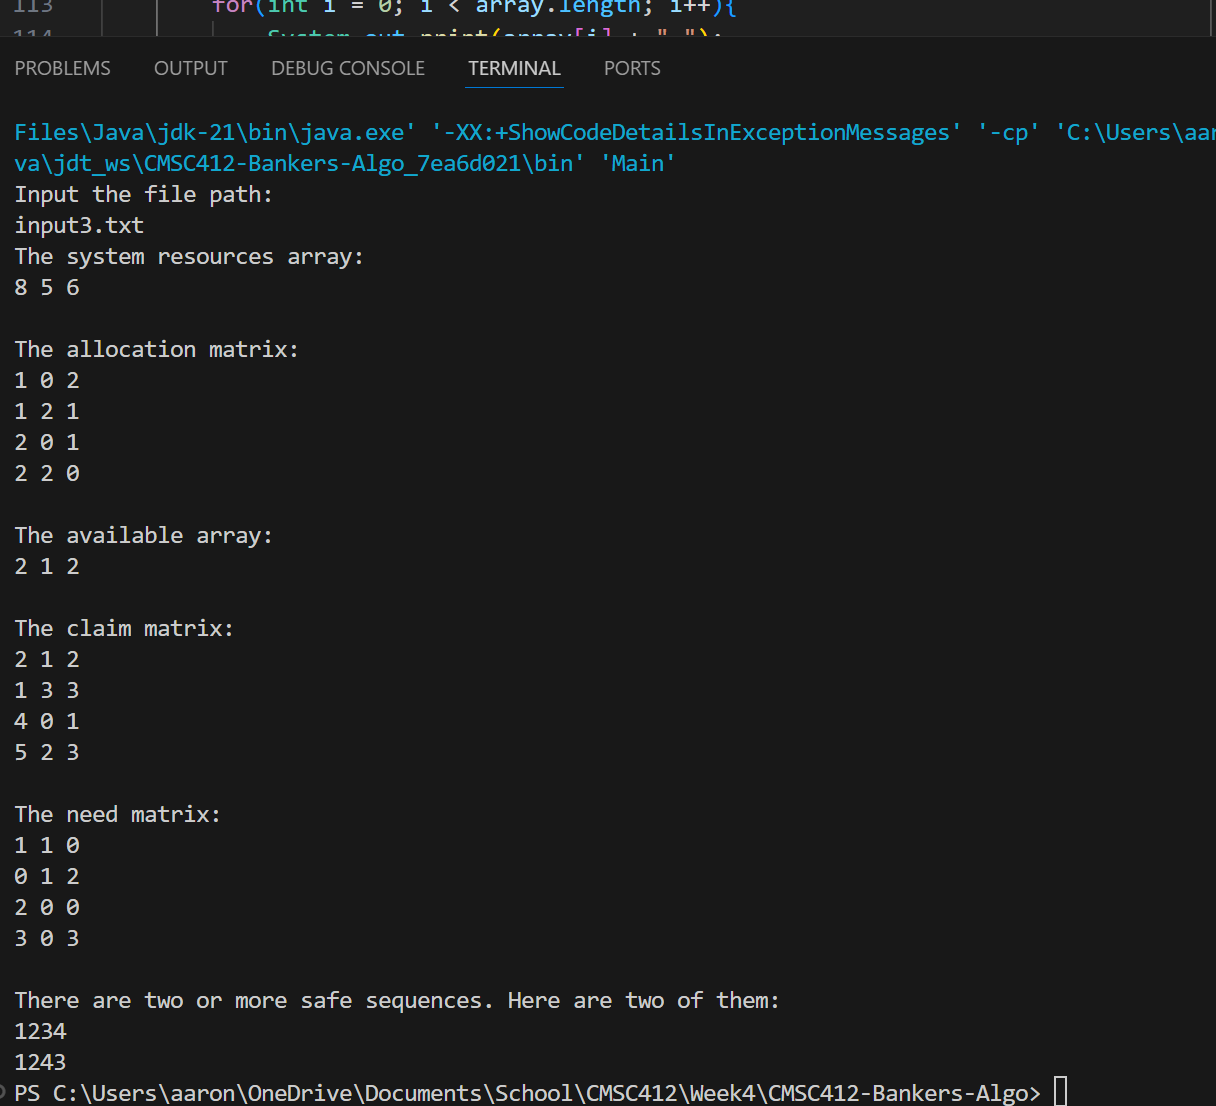 113 for(int i = 0; i < array.length; i++){
114 System.out.print(array[i] + " ");
PROBLEMS OUTPUT DEBUG CONSOLE TERMINAL PORTS
Files\Java\jdk-21\bin\java.exe' '-XX:+ShowCodeDetailsInExceptionMessages' '-cp' 'C:\Users\aar
va\jdt_ws\CMSC412-Bankers-Algo_7ea6d021\bin' 'Main'
Input the file path:
input3.txt
The system resources array:
8 5 6
The allocation matrix:
1 0 2
1 2 1
2 0 1
2 2 0
The available array:
2 1 2
The claim matrix:
2 1 2
1 3 3
4 0 1
5 2 3
The need matrix:
1 1 0
0 1 2
2 0 0
3 0 3
There are two or more safe sequences. Here are two of them:
1234
1243
PS C:\Users\aaron\OneDrive\Documents\School\CMSC412\Week4\CMSC412-Bankers-Algo>